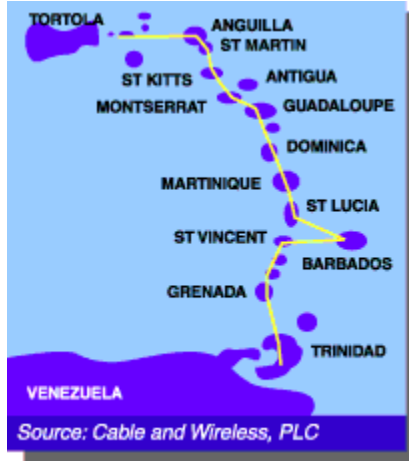 TORTOLA
ANGUILLA
ST MARTIN
ST KITTS
ANTIGUA
MONTSERRAT
GUADALOUPE
DOMINICA
MARTINIQUE
ST LUCIA
ST VINCENT
BARBADOS
GRENADA
TRINIDAD
VENEZUELA
Source: Cable and Wireless, PLC